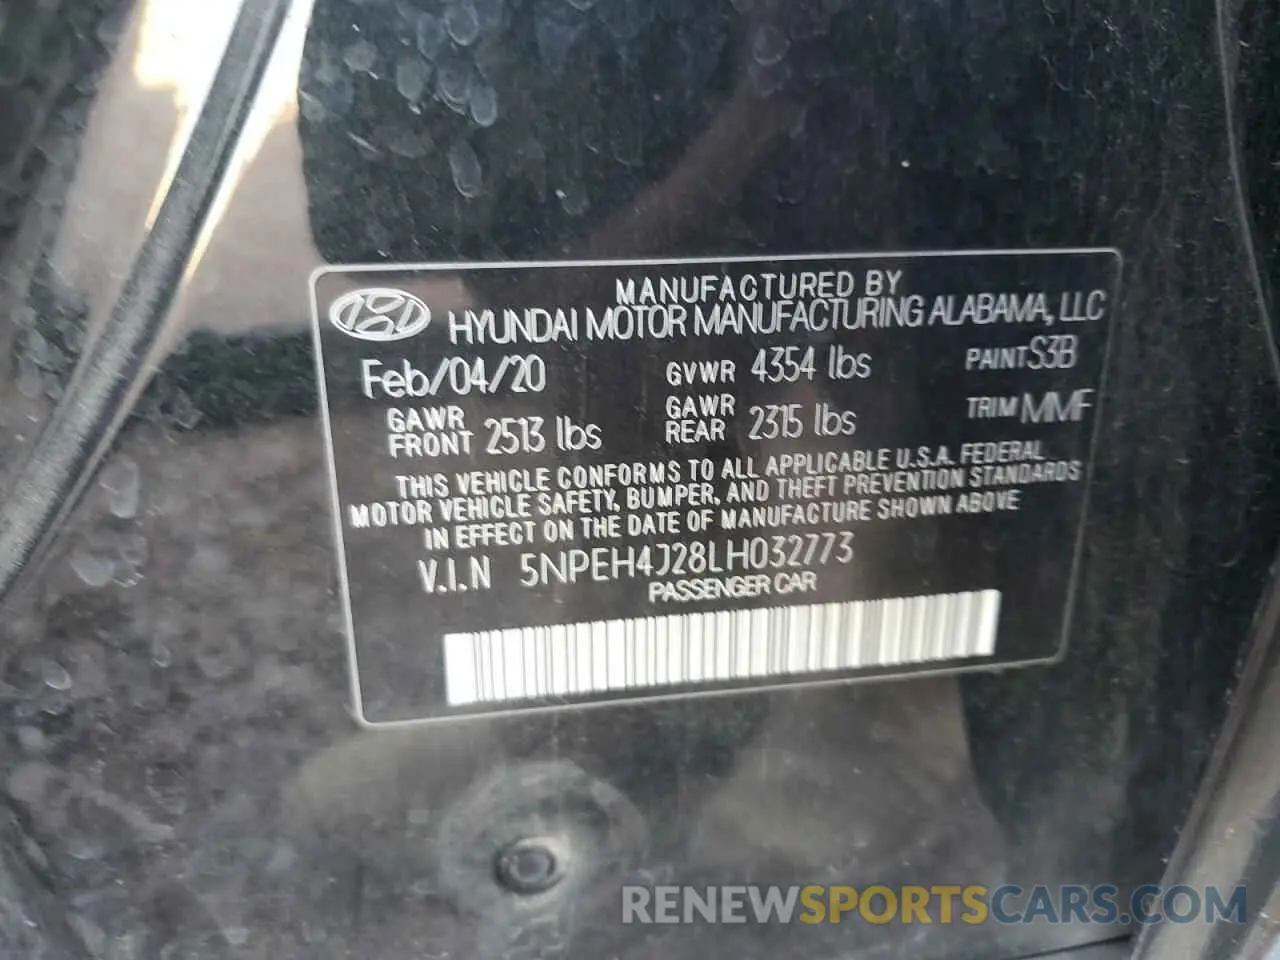 MANUFACTURED BY
HYUNDAI MOTOR MANUFACTURING ALABAMA, LLC
Feb/04/20 GVWR 4354 lbs PAINT S3B
GAWR FRONT 2513 lbs GAWR REAR 2315 lbs TRIM MMF
THIS VEHICLE CONFORMS TO ALL APPLICABLE U.S.A. FEDERAL
MOTOR VEHICLE SAFETY, BUMPER, AND THEFT PREVENTION STANDARDS
IN EFFECT ON THE DATE OF MANUFACTURE SHOWN ABOVE
V.I.N 5NPEH4J28LH032773
PASSENGER CAR
RENEWSPORTSCARS.COM